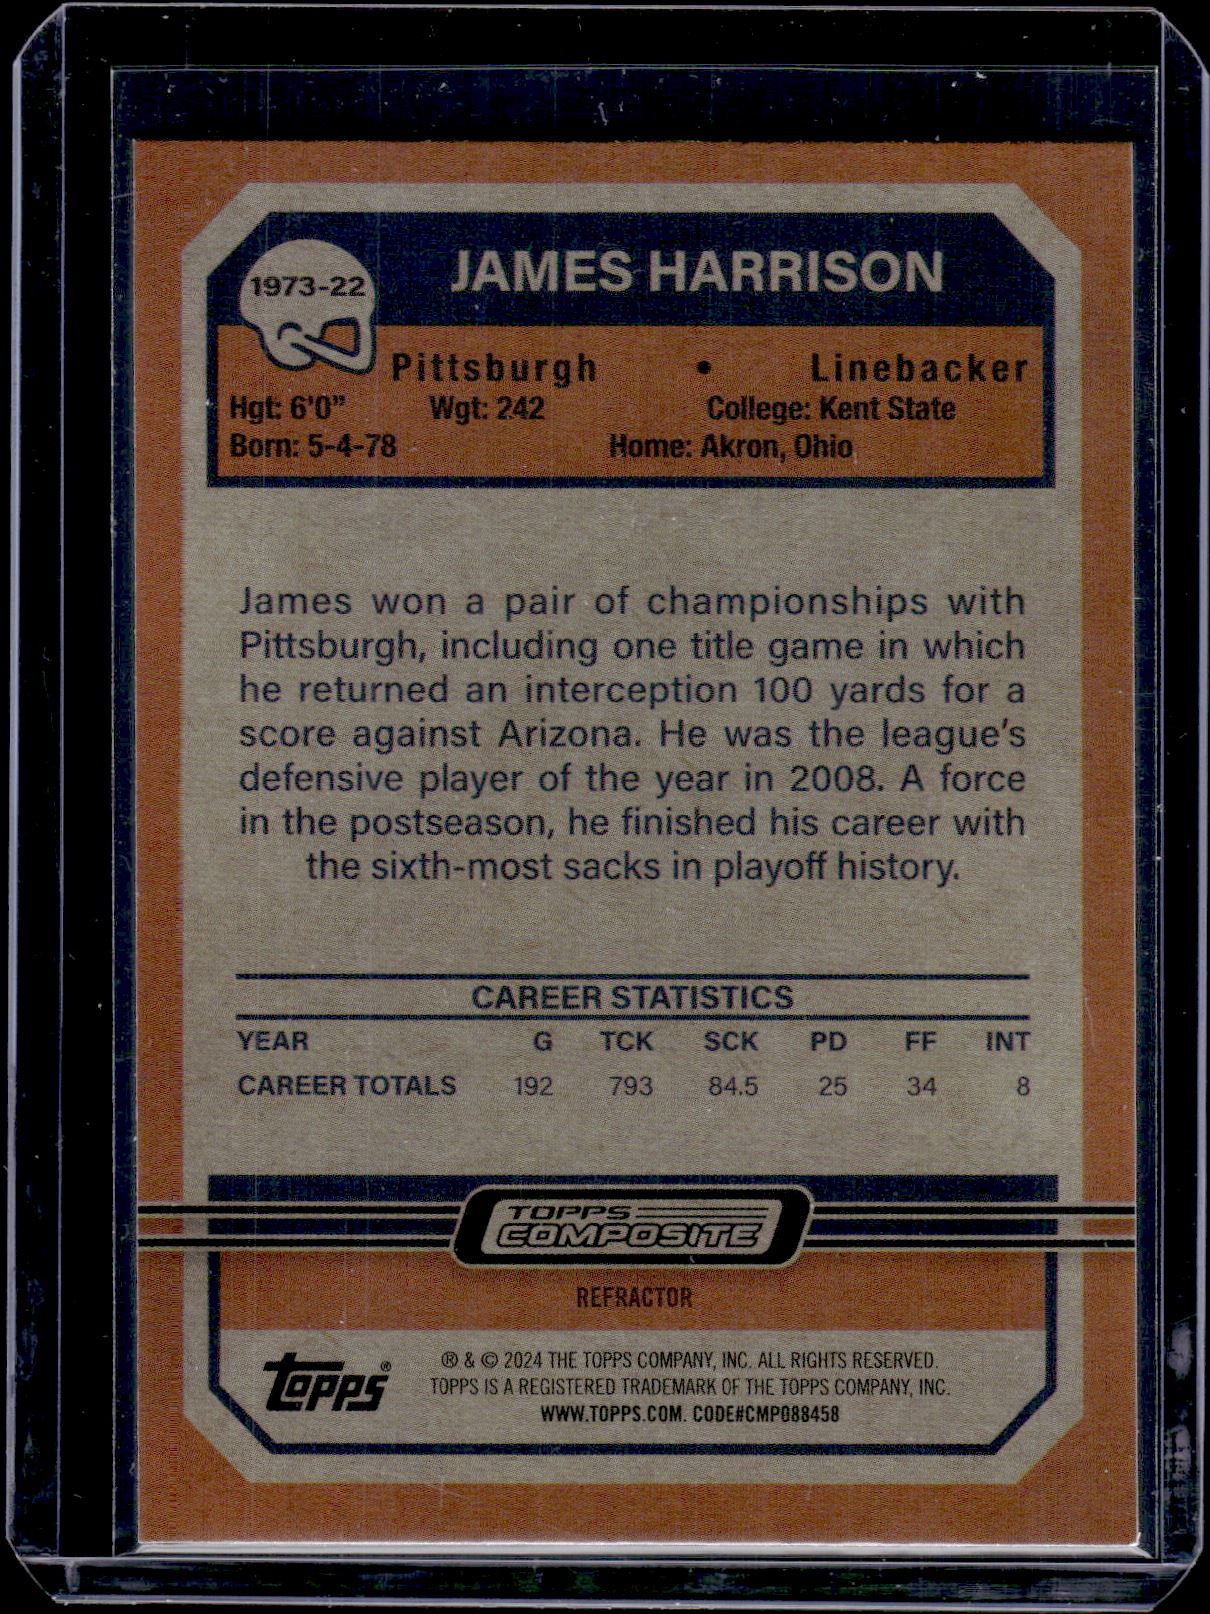 1973-22
JAMES HARRISON
Pittsburgh • Linebacker
Hgt: 6'0" Wgt: 242 College: Kent State
Born: 5-4-78 Home: Akron, Ohio
James won a pair of championships with
Pittsburgh, including one title game in which
he returned an interception 100 yards for a
score against Arizona. He was the league's
defensive player of the year in 2008. A force
in the postseason, he finished his career with
the sixth-most sacks in playoff history.
CAREER STATISTICS
YEAR G TCK SCK PD FF INT
CAREER TOTALS 192 793 84.5 25 34 8
TOPPS
COMPOSITE
REFRACTOR
topps®
® & © 2024 THE TOPPS COMPANY, INC. ALL RIGHTS RESERVED.
TOPPS IS A REGISTERED TRADEMARK OF THE TOPPS COMPANY, INC.
WWW.TOPPS.COM. CODE#CMP088458